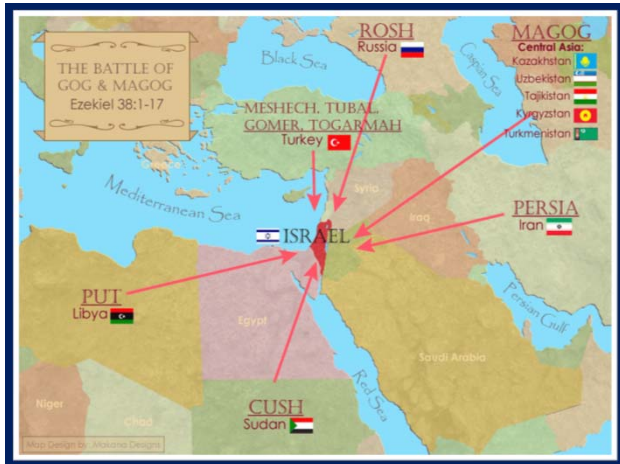 THE BATTLE OF
GOG & MAGOG
Ezekiel 38:1-17
Black Sea
ROSH
Russia
Caspian Sea
MAGOG
Central Asia:
Kazakhstan
Uzbekistan
Tajikistan
Kyrgyzstan
Turkmenistan
MESHECH, TUBAL,
GOMER, TOGARMAH
Turkey
Greece
Mediterranean Sea
Syria
Iraq
PERSIA
Iran
ISRAEL
PUT
Libya
Egypt
Persian Gulf
Saudi Arabia
Red Sea
Niger
Chad
CUSH
Sudan
Map Design by Makana Designs